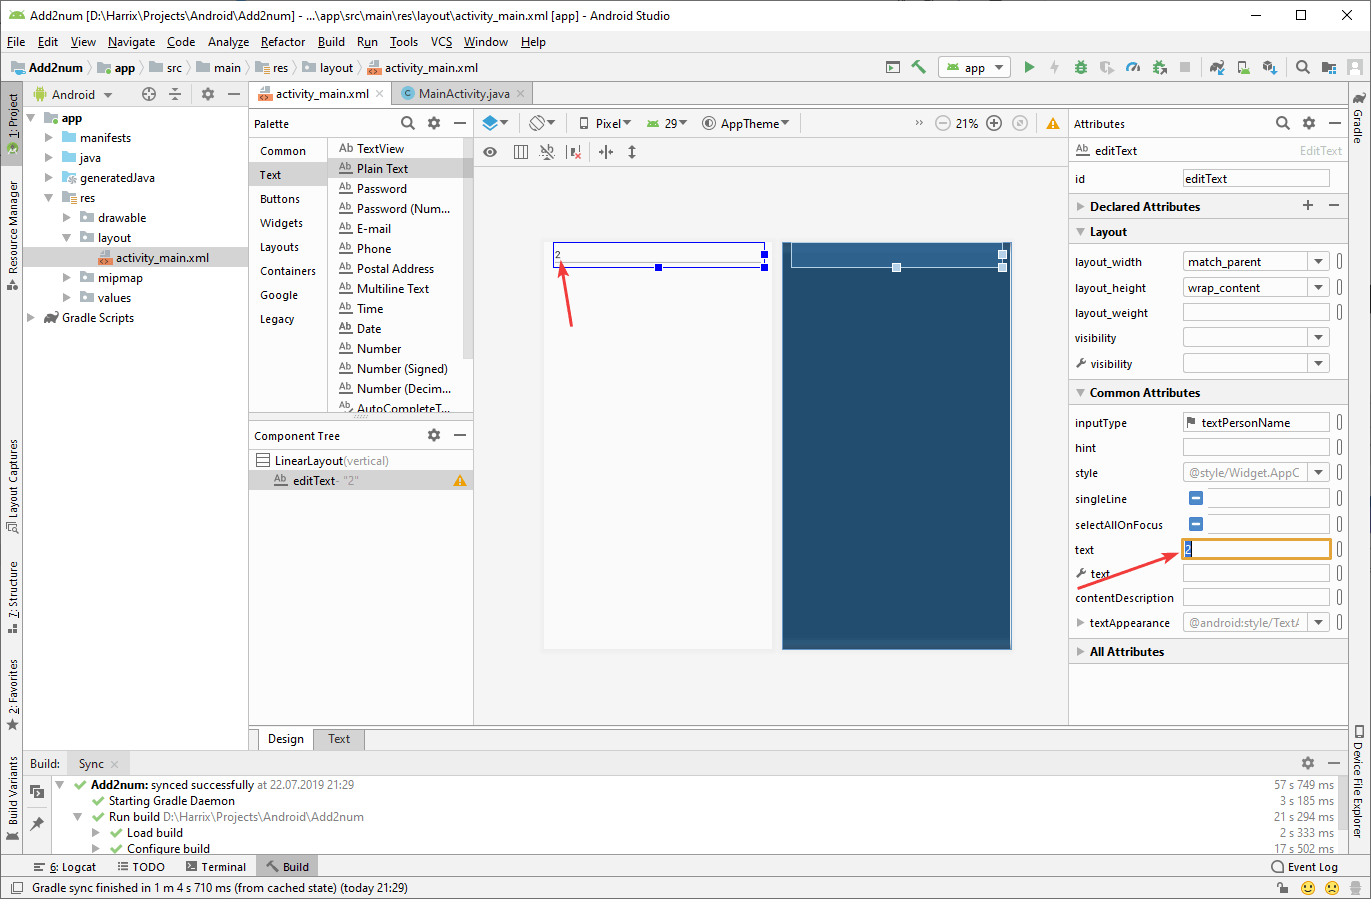 Add2num [D:\Harrix\Projects\Android\Add2num] - ...\app\src\main\res\layout\activity_main.xml [app] - Android Studio
File Edit View Navigate Code Analyze Refactor Build Run Tools VCS Window Help
Add2num app src main res layout activity_main.xml
app
1: Project
Resource Manager
Layout Captures
7: Structure
2: Favorites
Build Variants
Android
app
manifests
java
generatedJava
res
drawable
layout
activity_main.xml
mipmap
values
Gradle Scripts
activity_main.xml MainActivity.java
Palette
Common
Text
Buttons
Widgets
Layouts
Containers
Google
Legacy
Ab TextView
Ab Plain Text
Ab Password
Ab Password (Num...
Ab E-mail
Ab Phone
Ab Postal Address
Ab Multiline Text
Ab Time
Ab Date
Ab Number
Ab Number (Signed)
Ab Number (Decim...
Ab AutoCompleteT...
Component Tree
LinearLayout(vertical)
Ab editText- "2"
Pixel 29 AppTheme 21%
2
Design Text
Attributes
Ab editText EditText
id editText
Declared Attributes
Layout
layout_width match_parent
layout_height wrap_content
layout_weight
visibility
visibility
Common Attributes
inputType textPersonName
hint
style @style/Widget.AppC
singleLine
selectAllOnFocus
text 2
text
contentDescription
textAppearance @android:style/TextA
All Attributes
Gradle
Device File Explorer
Build: Sync
Add2num: synced successfully at 22.07.2019 21:29 57 s 749 ms
Starting Gradle Daemon 3 s 185 ms
Run build D:\Harrix\Projects\Android\Add2num 21 s 294 ms
Load build 2 s 333 ms
Configure build 17 s 502 ms
6: Logcat TODO Terminal Build Event Log
Gradle sync finished in 1 m 4 s 710 ms (from cached state) (today 21:29)